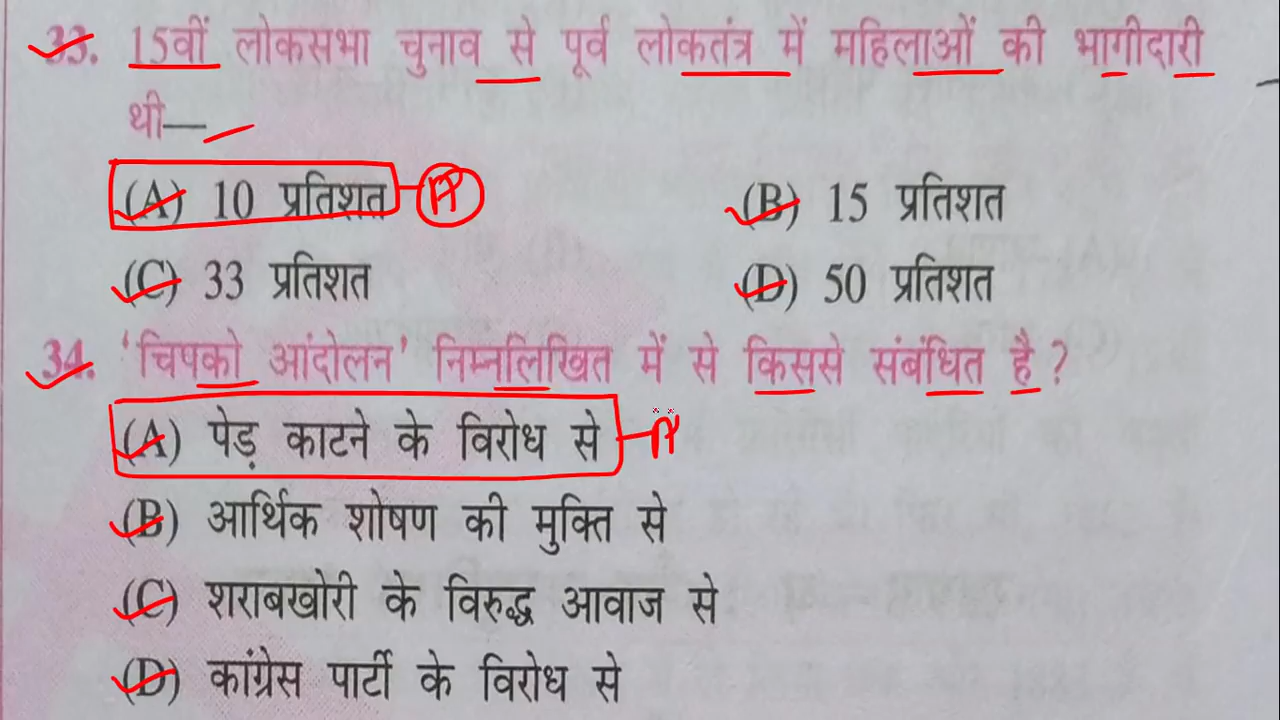 33. 15वीं लोकसभा चुनाव से पूर्व लोकतंत्र में महिलाओं की भागीदारी
थी—
(A) 10 प्रतिशत (B) 15 प्रतिशत
(C) 33 प्रतिशत (D) 50 प्रतिशत
34. 'चिपको आंदोलन' निम्नलिखित में से किससे संबंधित है ?
(A) पेड़ काटने के विरोध से
(B) आर्थिक शोषण की मुक्ति से
(C) शराबखोरी के विरुद्ध आवाज से
(D) कांग्रेस पार्टी के विरोध से